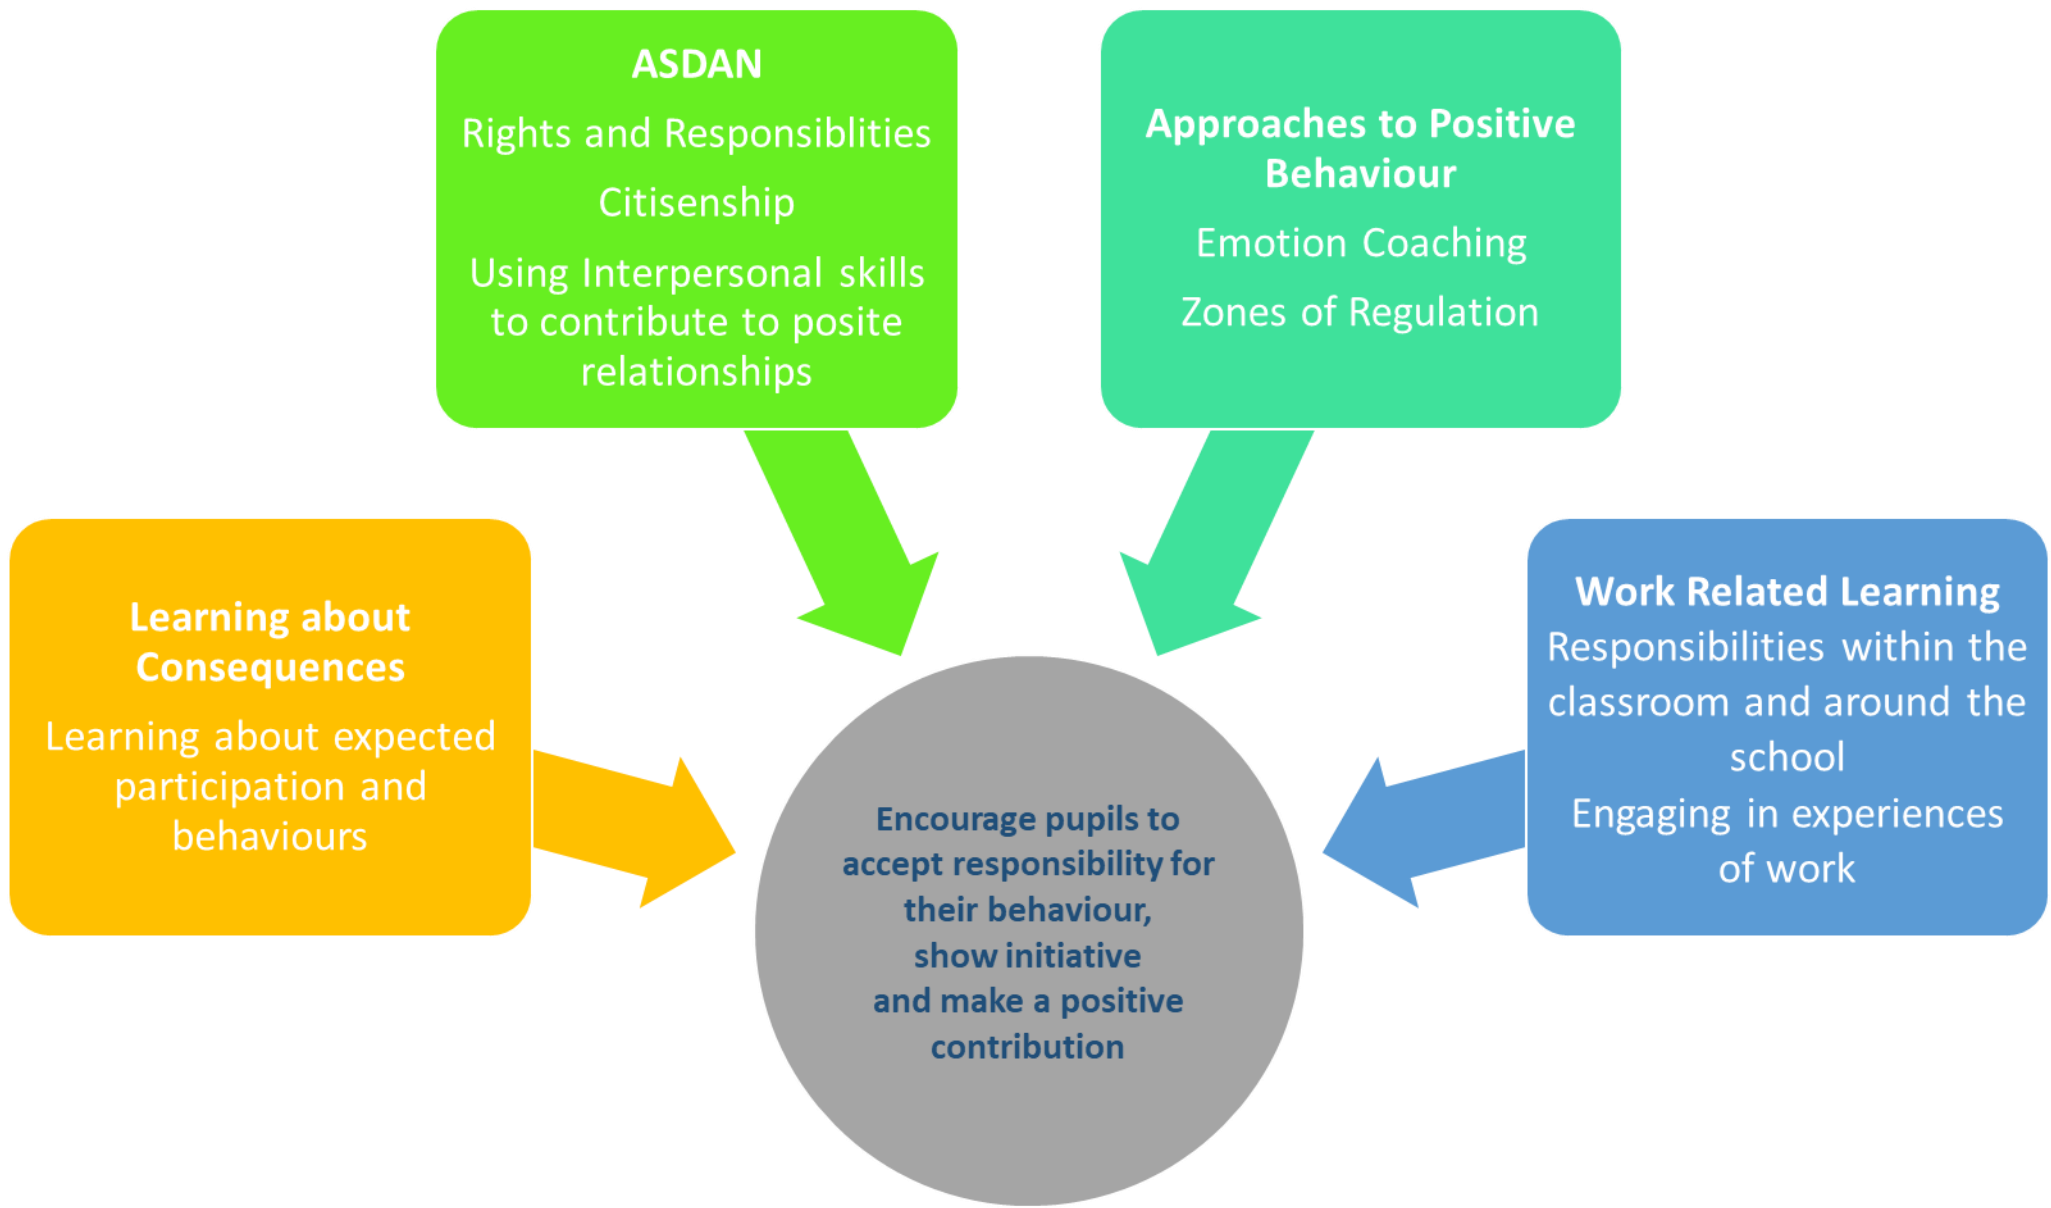 ASDAN
Rights and Responsiblities
Citisenship
Using Interpersonal skills
to contribute to posite
relationships
Approaches to Positive
Behaviour
Emotion Coaching
Zones of Regulation
Learning about
Consequences
Learning about expected
participation and
behaviours
Work Related Learning
Responsibilities within the
classroom and around the
school
Engaging in experiences
of work
Encourage pupils to
accept responsibility for
their behaviour,
show initiative
and make a positive
contribution